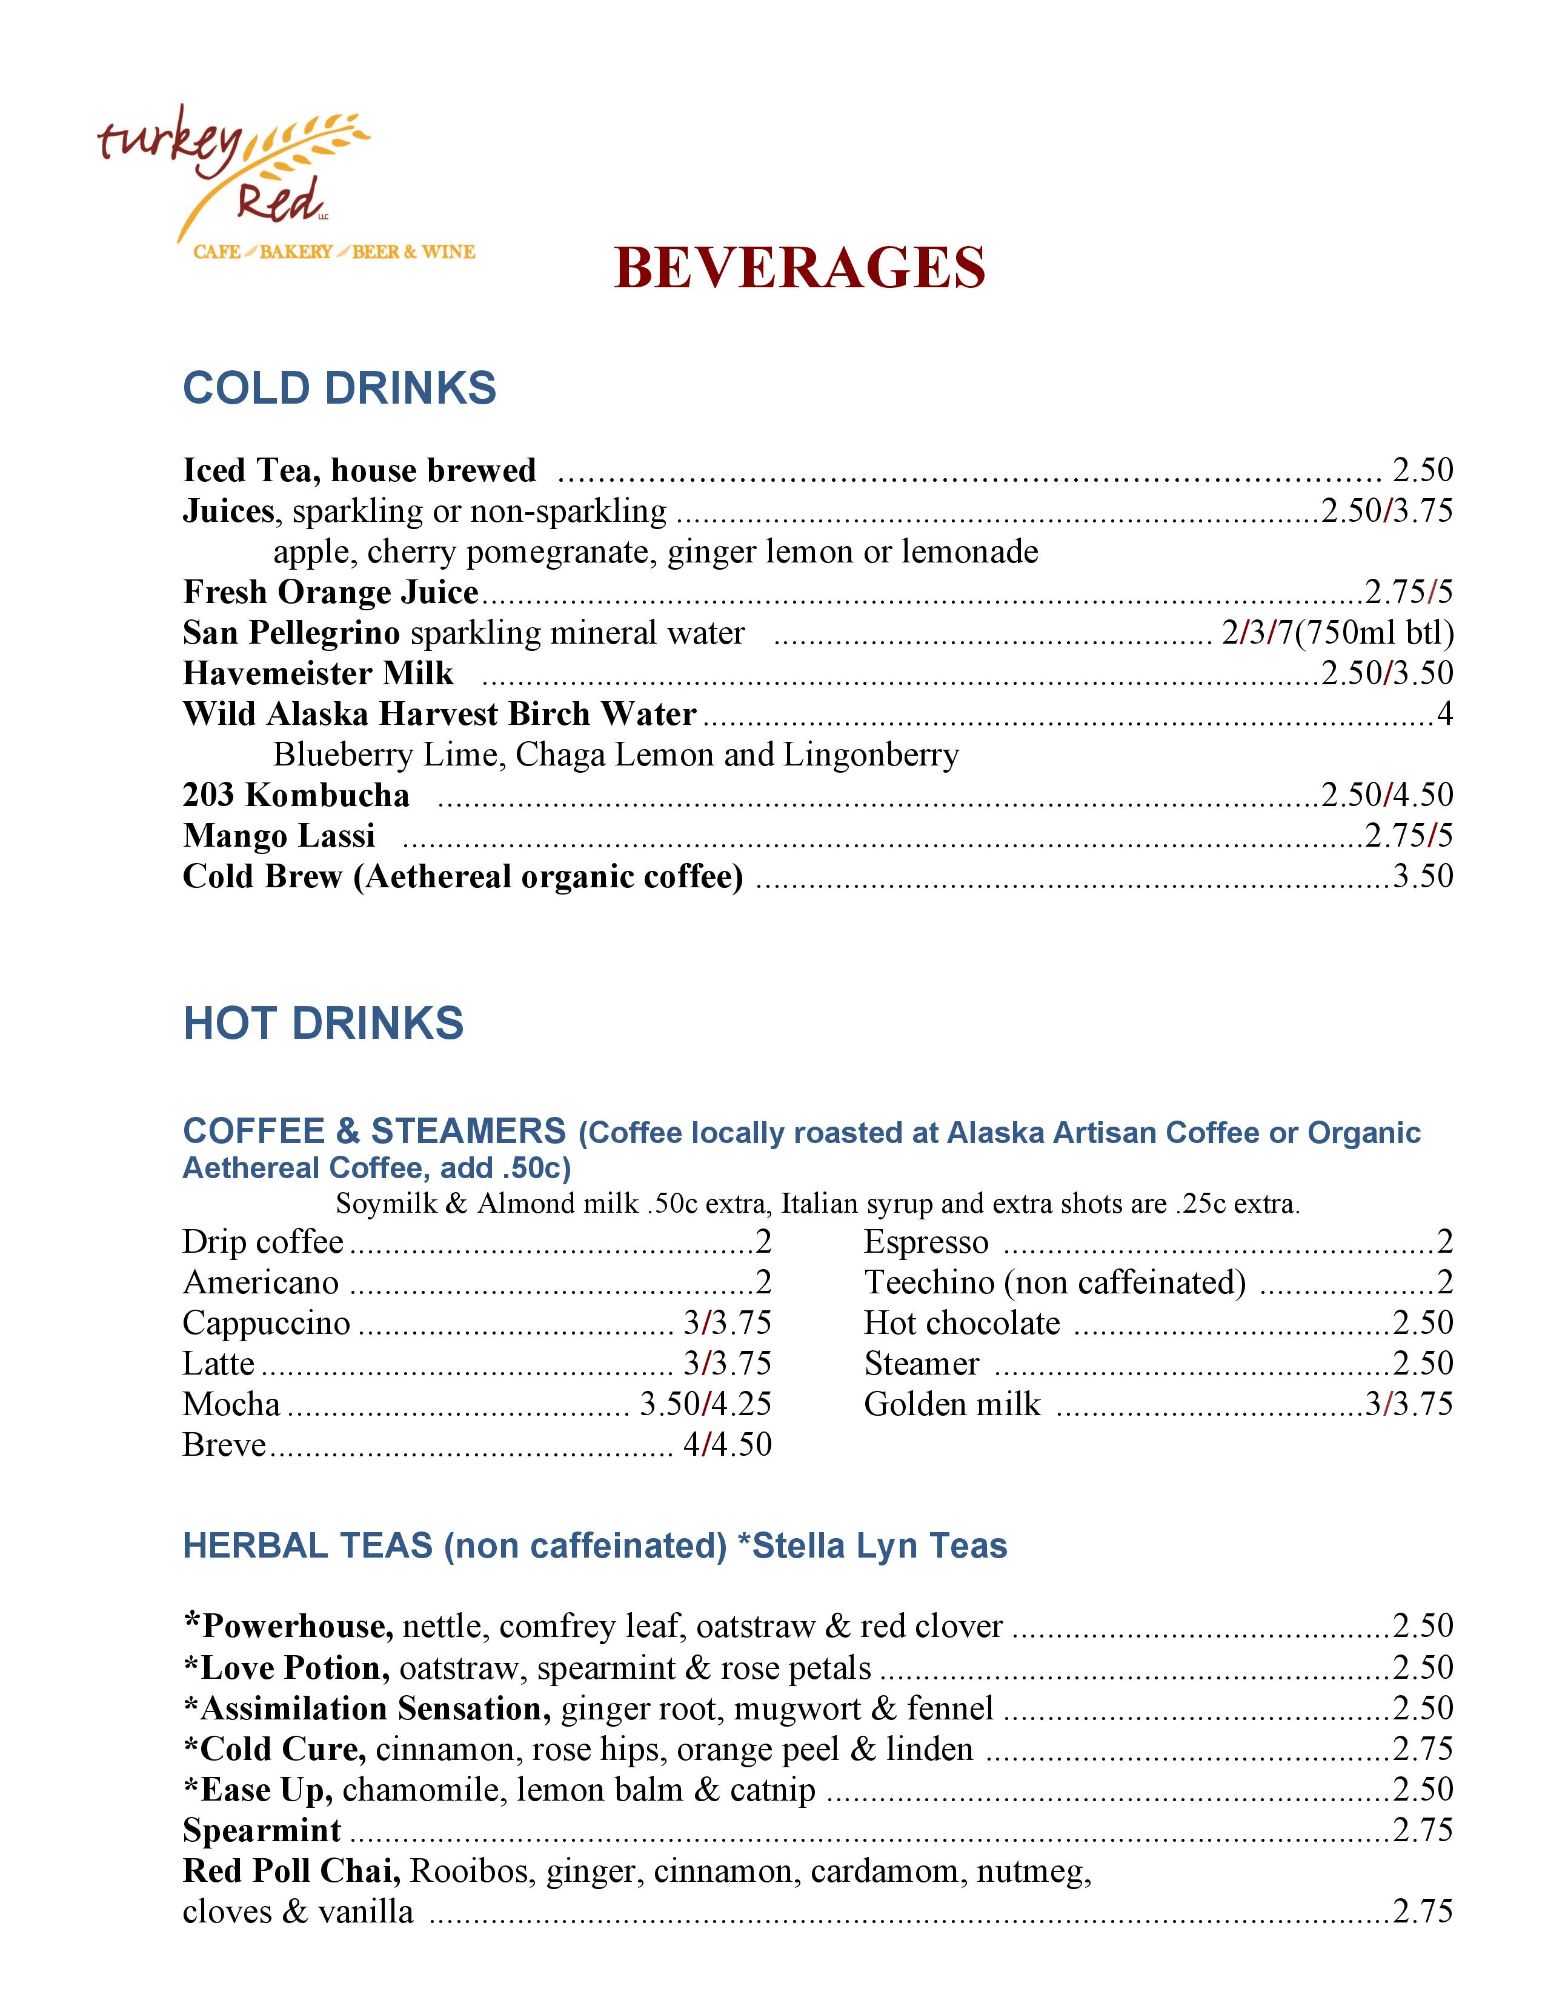 turkey
Red LLC
CAFE BAKERY BEER & WINE
BEVERAGES
COLD DRINKS
Iced Tea, house brewed ................................................................................ 2.50
Juices, sparkling or non-sparkling ........................................................................2.50/3.75
apple, cherry pomegranate, ginger lemon or lemonade
Fresh Orange Juice...................................................................................................2.75/5
San Pellegrino sparkling mineral water ................................................. 2/3/7(750ml btl)
Havemeister Milk ..............................................................................................2.50/3.50
Wild Alaska Harvest Birch Water..................................................................................4
Blueberry Lime, Chaga Lemon and Lingonberry
203 Kombucha ...................................................................................................2.50/4.50
Mango Lassi ............................................................................................................2.75/5
Cold Brew (Aethereal organic coffee) .......................................................................3.50
HOT DRINKS
COFFEE & STEAMERS (Coffee locally roasted at Alaska Artisan Coffee or Organic
Aethereal Coffee, add .50c)
Soymilk & Almond milk .50c extra, Italian syrup and extra shots are .25c extra.
Drip coffee..............................................2 Espresso .................................................2
Americano ..............................................2 Teechino (non caffeinated) ....................2
Cappuccino .................................... 3/3.75 Hot chocolate ....................................2.50
Latte............................................... 3/3.75 Steamer .............................................2.50
Mocha....................................... 3.50/4.25 Golden milk ...................................3/3.75
Breve.............................................. 4/4.50
HERBAL TEAS (non caffeinated) *Stella Lyn Teas
*Powerhouse, nettle, comfrey leaf, oatstraw & red clover ...........................................2.50
*Love Potion, oatstraw, spearmint & rose petals ..........................................................2.50
*Assimilation Sensation, ginger root, mugwort & fennel ............................................2.50
*Cold Cure, cinnamon, rose hips, orange peel & linden ..............................................2.75
*Ease Up, chamomile, lemon balm & catnip ................................................................2.50
Spearmint .....................................................................................................................2.75
Red Poll Chai, Rooibos, ginger, cinnamon, cardamom, nutmeg,
cloves & vanilla ............................................................................................................2.75